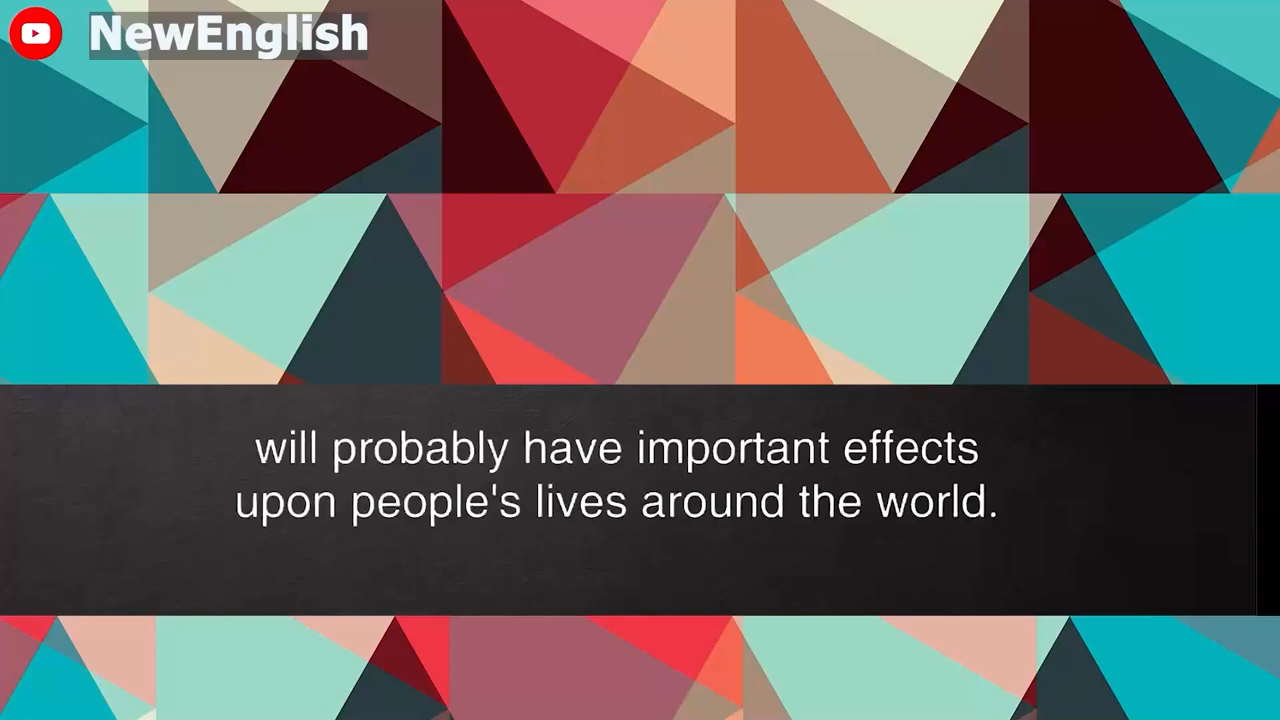 NewEnglish
will probably have important effects
upon people's lives around the world.